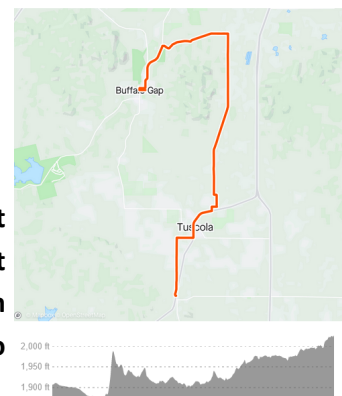 Buffalo Gap
t
t
Tuscola
n
2,000 ft
1,950 ft
1,900 ft